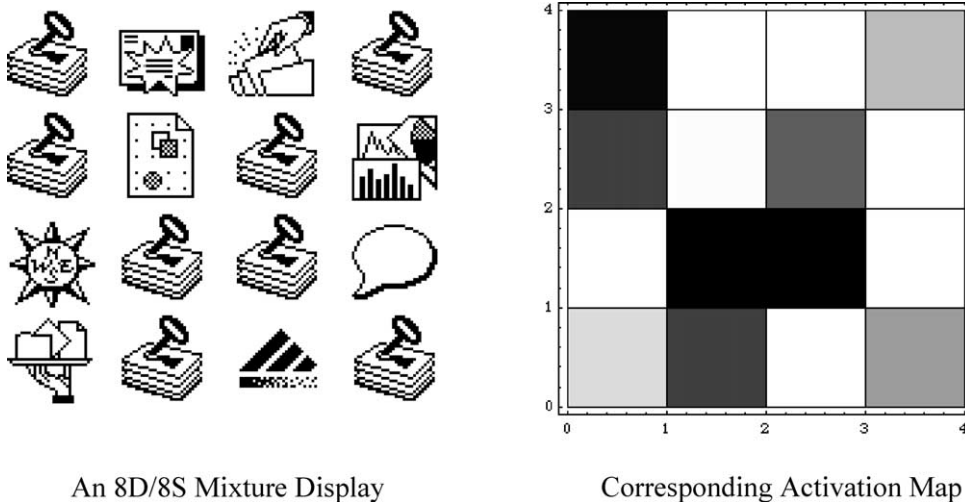 4
3
2
1
0
0 1 2 3 4
N
W E
S
An 8D/8S Mixture Display
Corresponding Activation Map